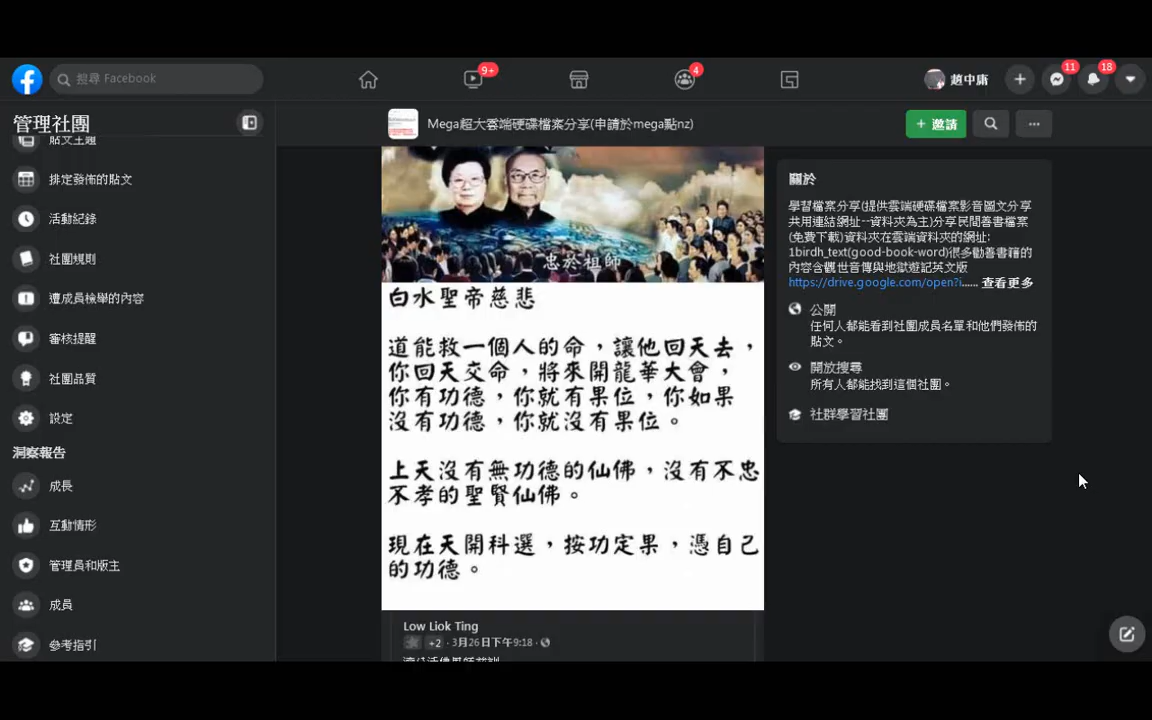 搜尋 Facebook
9+
4
趙中庸
11
18
管理社團
Mega超大雲端硬碟檔案分享(申請於mega點nz)
+ 邀請
貼文主題
排定發佈的貼文
活動紀錄
社團規則
遭成員檢舉的內容
審核提醒
社團品質
設定
洞察報告
成長
互動情形
管理員和版主
成員
參考指引
忠於祖師
白水聖帝慈悲
道能救一個人的命，讓他回天去，
你回天交命，將來開龍華大會，
你有功德，你就有果位，你如果
沒有功德，你就沒有果位。
上天沒有無功德的仙佛，沒有不忠
不孝的聖賢仙佛。
現在天開科選，按功定果，憑自己
的功德。
Low Liok Ting
+2 · 3月26日下午9:18 ·
關於
學習檔案分享(提供雲端硬碟檔案影音圖文分享
共用連結網址--資料夾為主)分享民間善書檔案
(免費下載)資料夾在雲端資料夾的網址:
1birdh_text(good-book-word)很多勸善書籍的
內容含觀世音傳與地獄遊記英文版
https://drive.google.com/open?i...... 查看更多
公開
任何人都能看到社團成員名單和他們發佈的
貼文。
開放搜尋
所有人都能找到這個社團。
社群學習社團